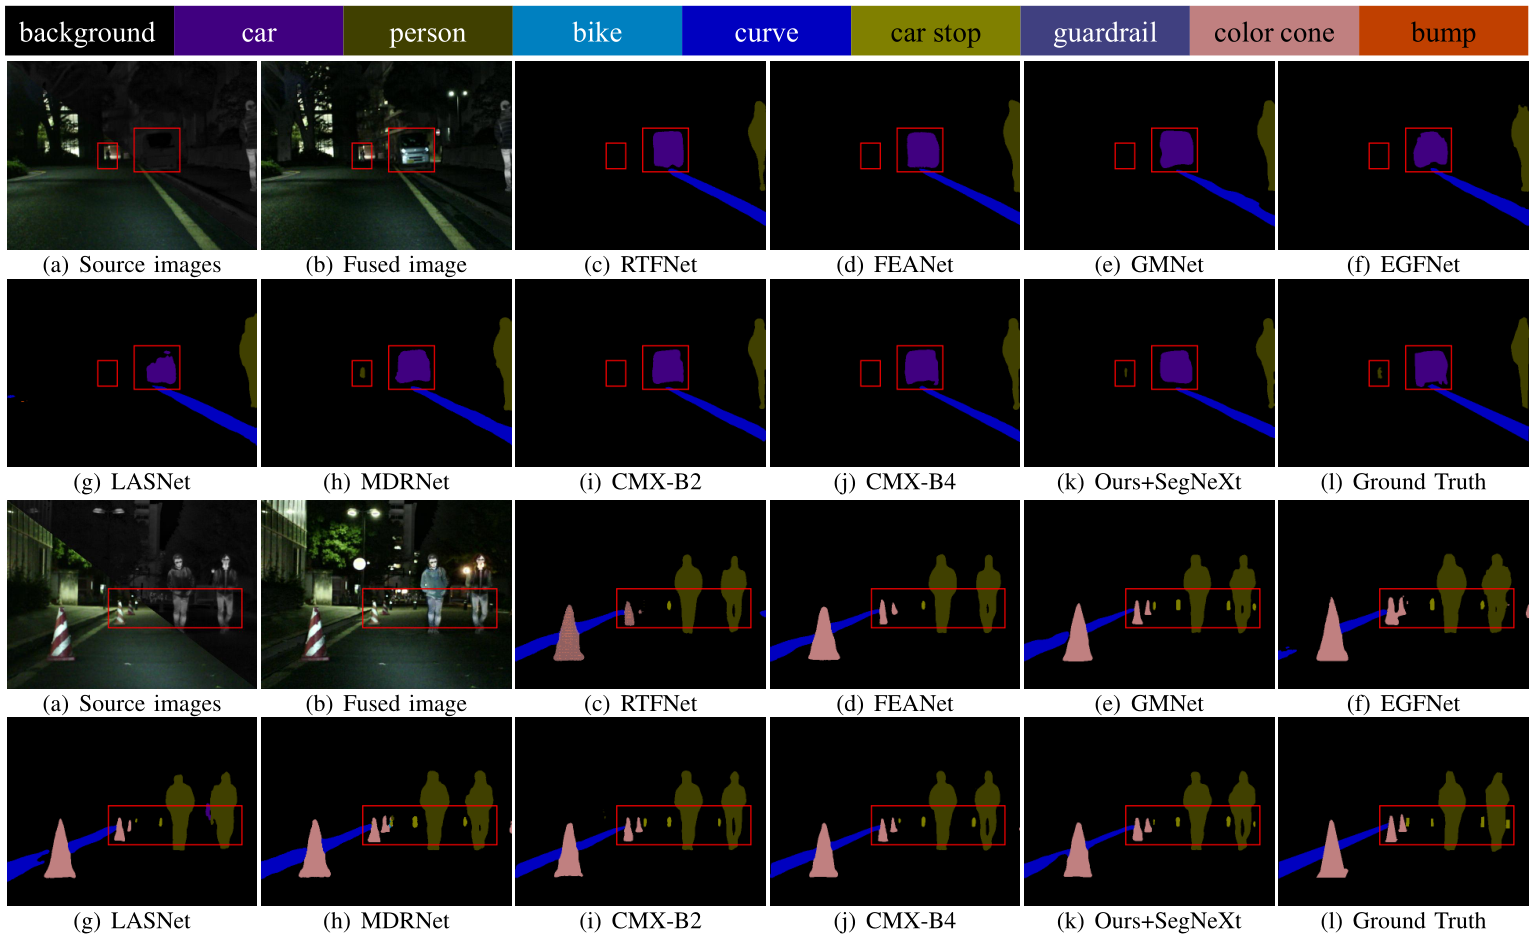 background car person bike curve car stop guardrail color cone bump
(a) Source images (b) Fused image (c) RTFNet (d) FEANet (e) GMNet (f) EGFNet
(g) LASNet (h) MDRNet (i) CMX-B2 (j) CMX-B4 (k) Ours+SegNeXt (l) Ground Truth
(a) Source images (b) Fused image (c) RTFNet (d) FEANet (e) GMNet (f) EGFNet
(g) LASNet (h) MDRNet (i) CMX-B2 (j) CMX-B4 (k) Ours+SegNeXt (l) Ground Truth